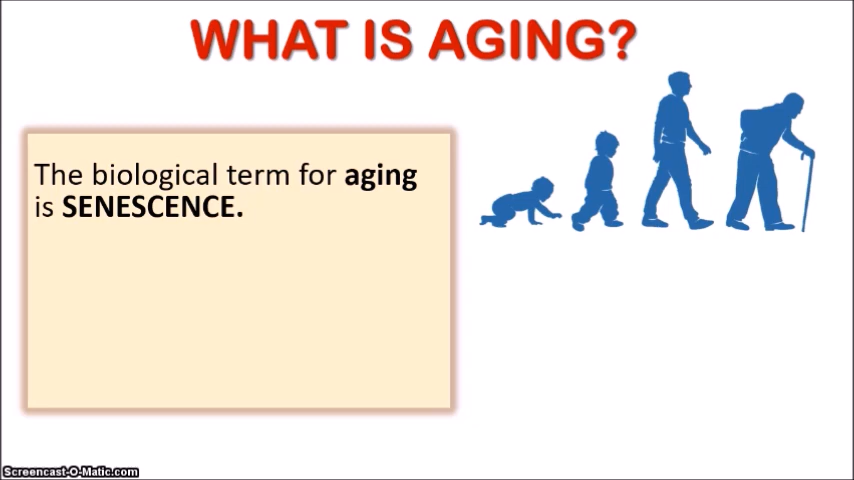 WHAT IS AGING?
The biological term for aging
is SENESCENCE.
Screencast-O-Matic.com